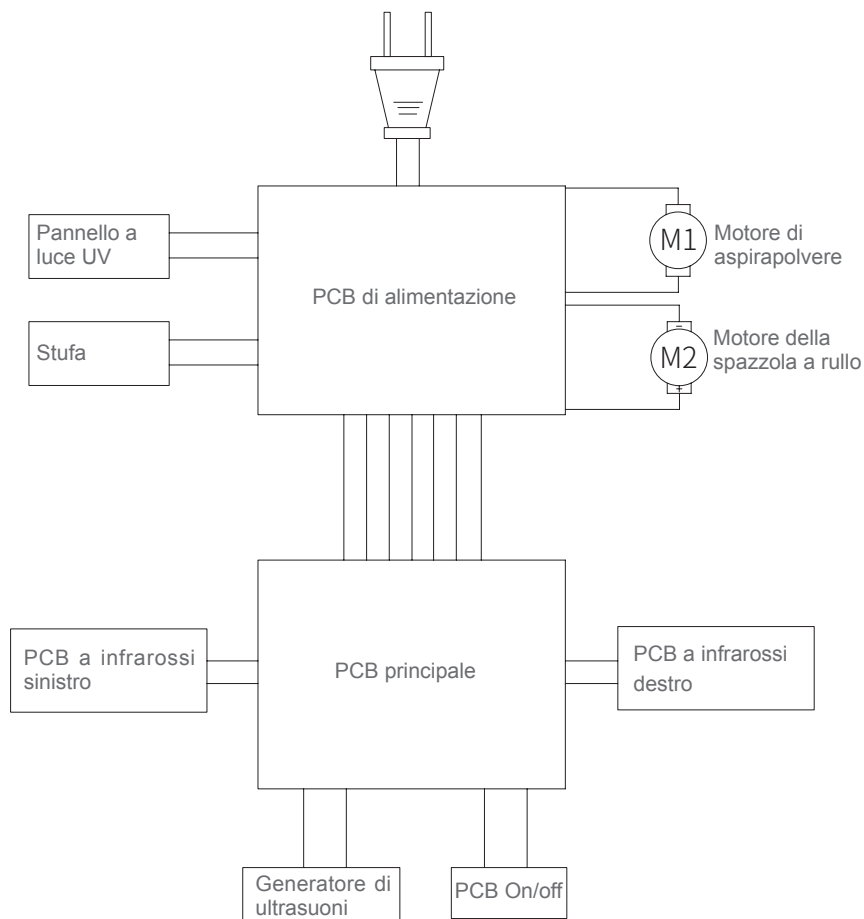 Pannello a
luce UV
Stufa
PCB di alimentazione
M1
Motore di
aspirapolvere
−
M2
+
Motore della
spazzola a rullo
PCB a infrarossi
sinistro
PCB principale
PCB a infrarossi
destro
Generatore di
ultrasuoni
PCB On/off